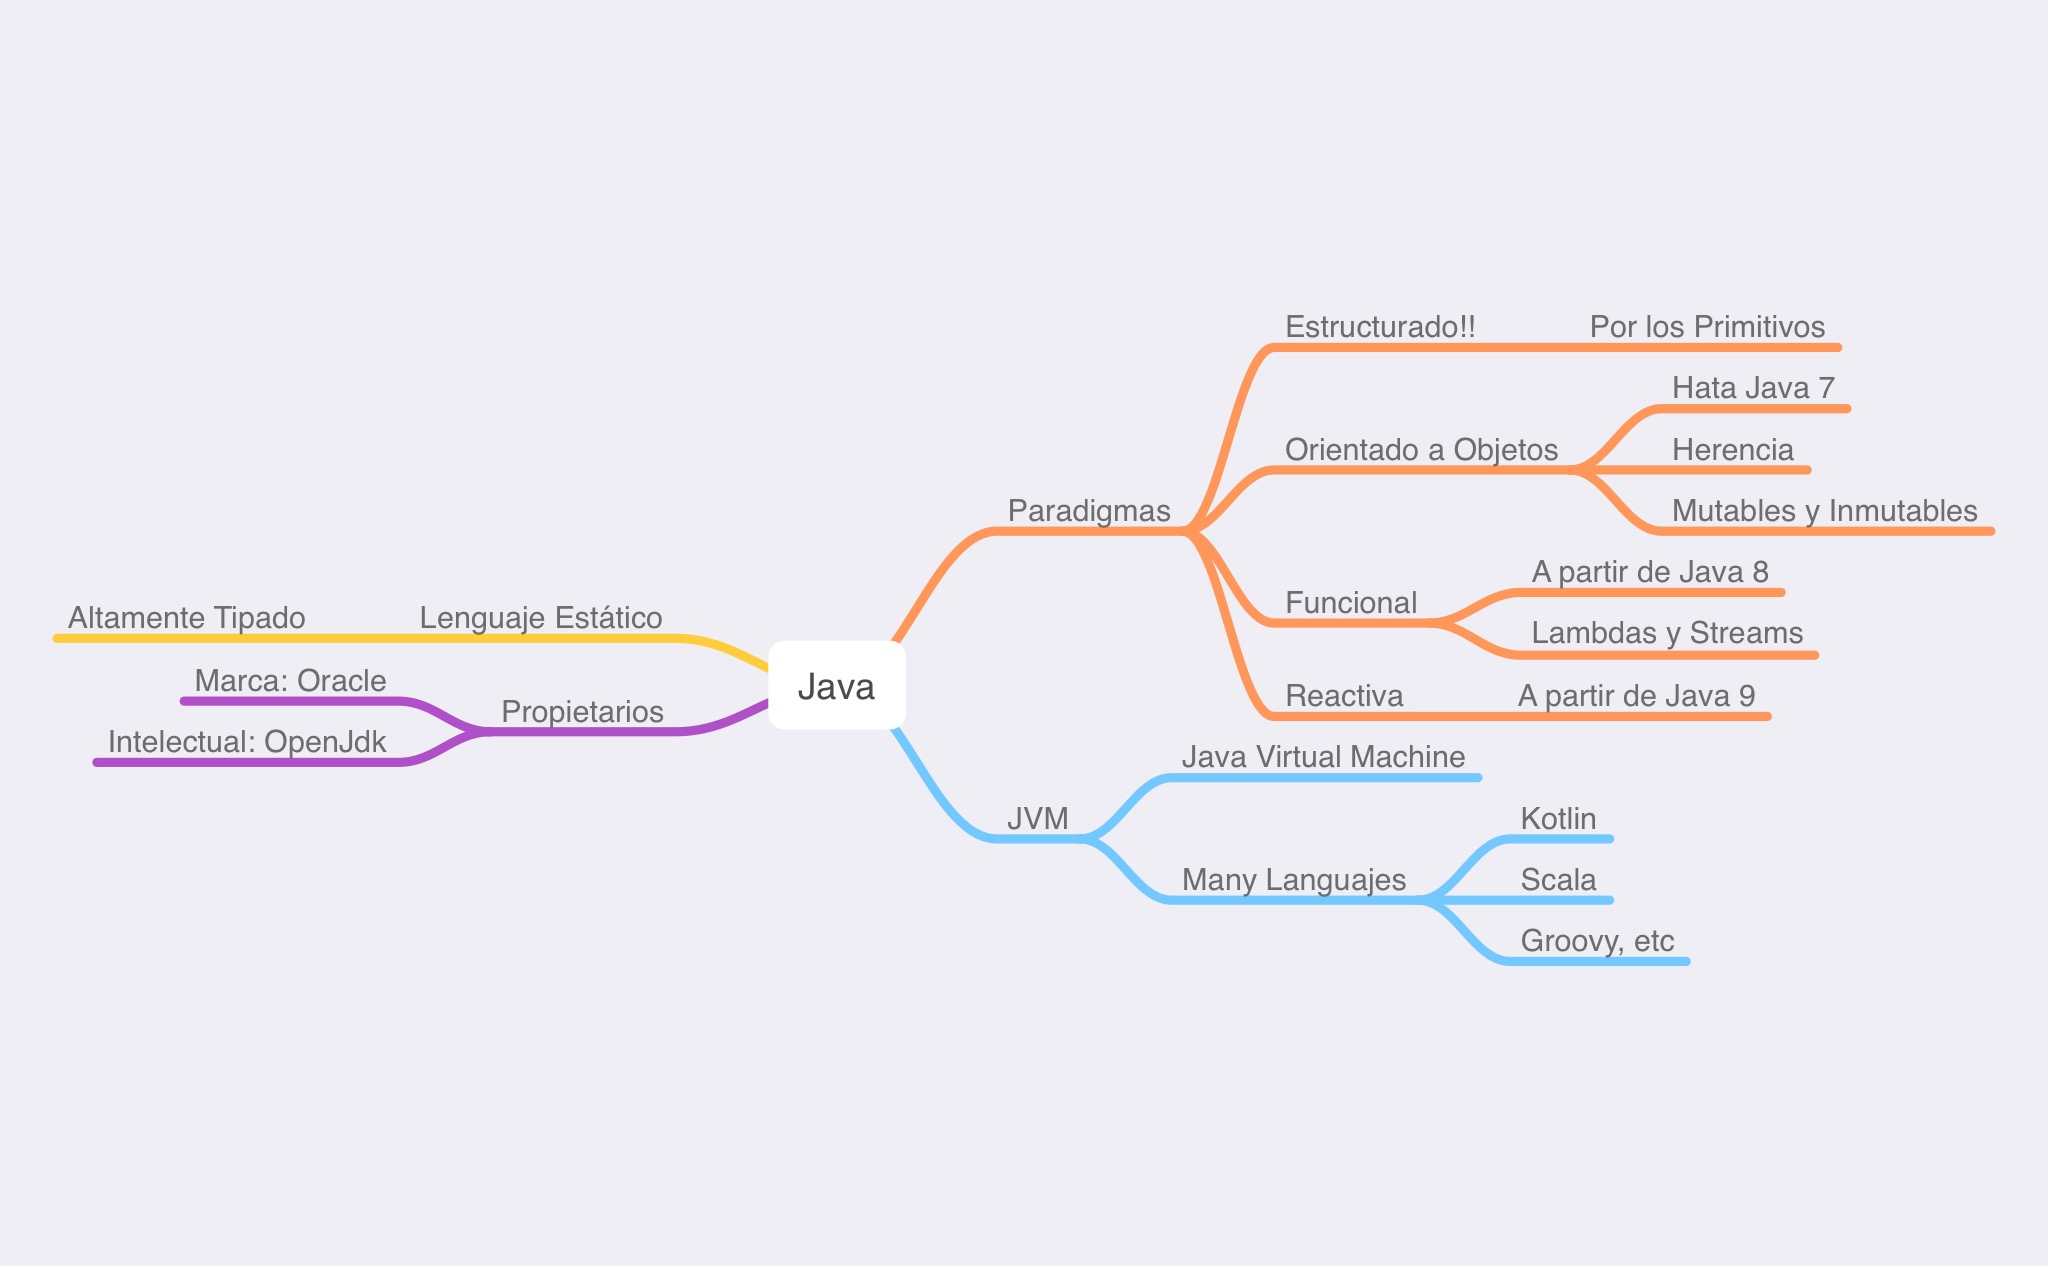 Java
Paradigmas
Estructurado!!
Por los Primitivos
Orientado a Objetos
Hata Java 7
Herencia
Mutables y Inmutables
Funcional
A partir de Java 8
Lambdas y Streams
Reactiva
A partir de Java 9
JVM
Java Virtual Machine
Many Languajes
Kotlin
Scala
Groovy, etc
Lenguaje Estático
Altamente Tipado
Propietarios
Marca: Oracle
Intelectual: OpenJdk